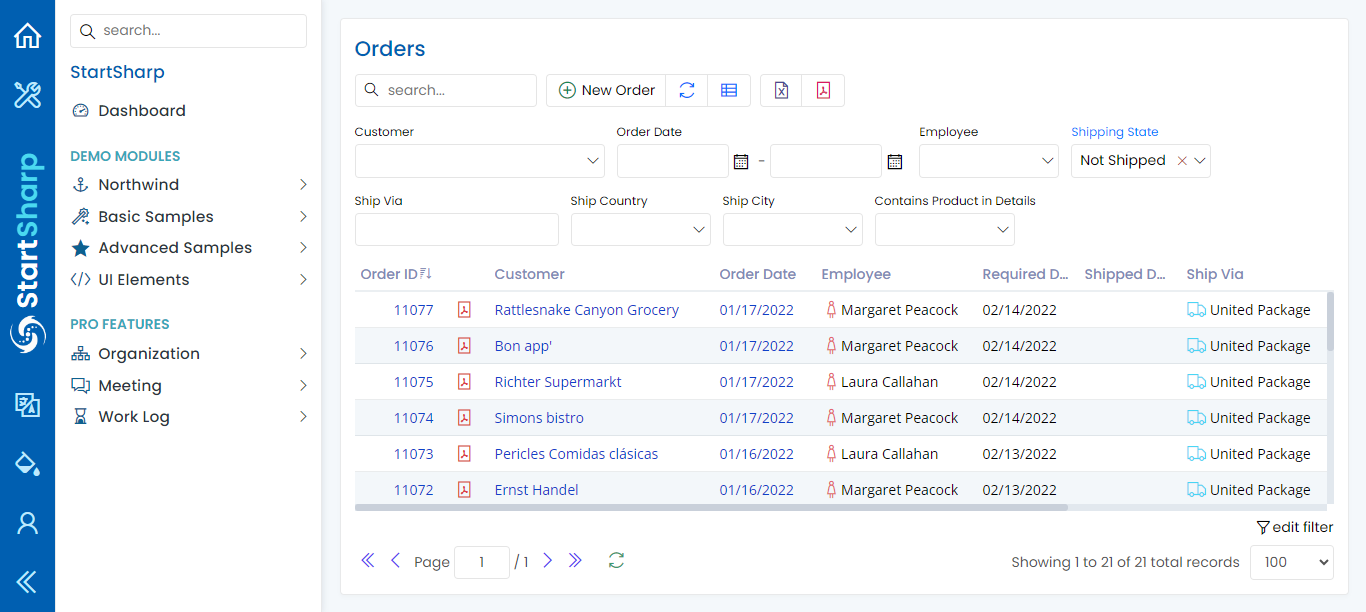 search...
StartSharp
Dashboard
DEMO MODULES
Northwind
Basic Samples
Advanced Samples
UI Elements
PRO FEATURES
Organization
Meeting
Work Log
StartSharp
Orders
search... New Order
Customer Order Date Employee Shipping State
- Not Shipped
Ship Via Ship Country Ship City Contains Product in Details
Order ID Customer Order Date Employee Required D... Shipped D... Ship Via
11077 Rattlesnake Canyon Grocery 01/17/2022 Margaret Peacock 02/14/2022 United Package
11076 Bon app' 01/17/2022 Margaret Peacock 02/14/2022 United Package
11075 Richter Supermarkt 01/17/2022 Laura Callahan 02/14/2022 United Package
11074 Simons bistro 01/17/2022 Margaret Peacock 02/14/2022 United Package
11073 Pericles Comidas clásicas 01/16/2022 Laura Callahan 02/13/2022 United Package
11072 Ernst Handel 01/16/2022 Margaret Peacock 02/13/2022 United Package
edit filter
Page 1 / 1 Showing 1 to 21 of 21 total records 100